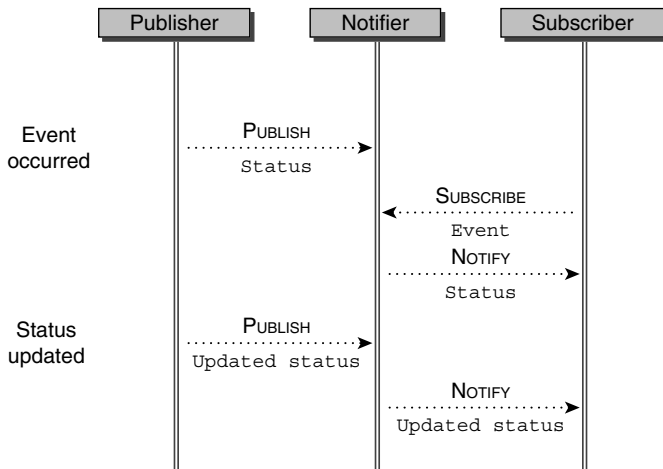 Publisher Notifier Subscriber
Event
occurred
PUBLISH
Status
SUBSCRIBE
Event
NOTIFY
Status
Status
updated
PUBLISH
Updated status
NOTIFY
Updated status